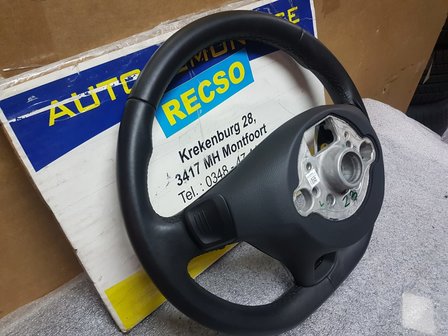 AUTO
RECSO
Krekenburg 28,
3417 MH Montfoort
Tel.: 0348